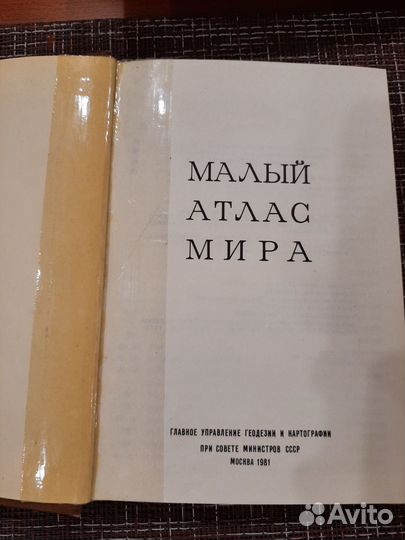 МАЛЫЙ
АТЛАС
МИРА
ГЛАВНОЕ УПРАВЛЕНИЕ ГЕОДЕЗИИ И КАРТОГРАФИИ
ПРИ СОВЕТЕ МИНИСТРОВ СССР
МОСКВА 1981
Avito